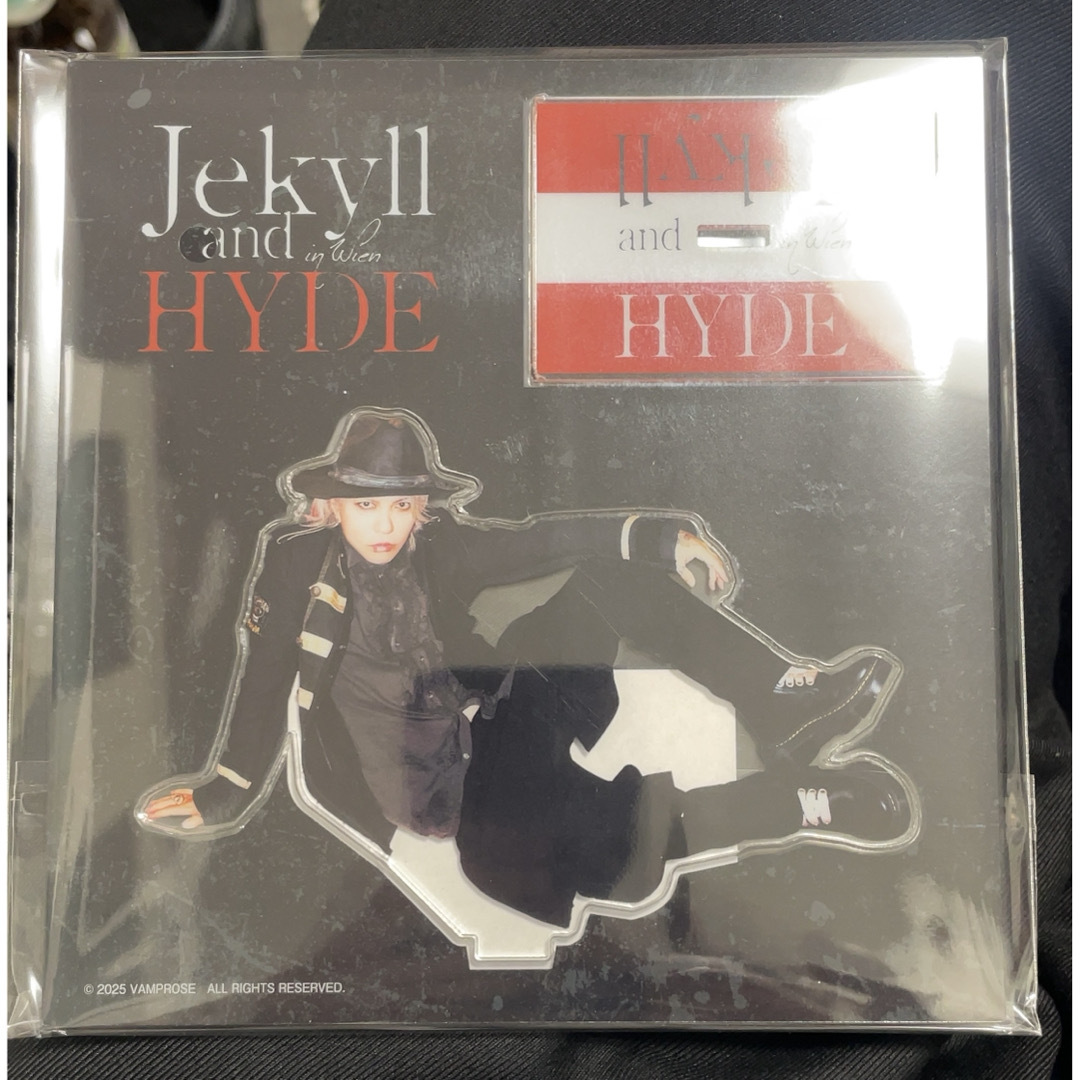 Jekyll
and in Wien
HYDE
and in Wien
HYDE
© 2025 VAMPROSE ALL RIGHTS RESERVED.